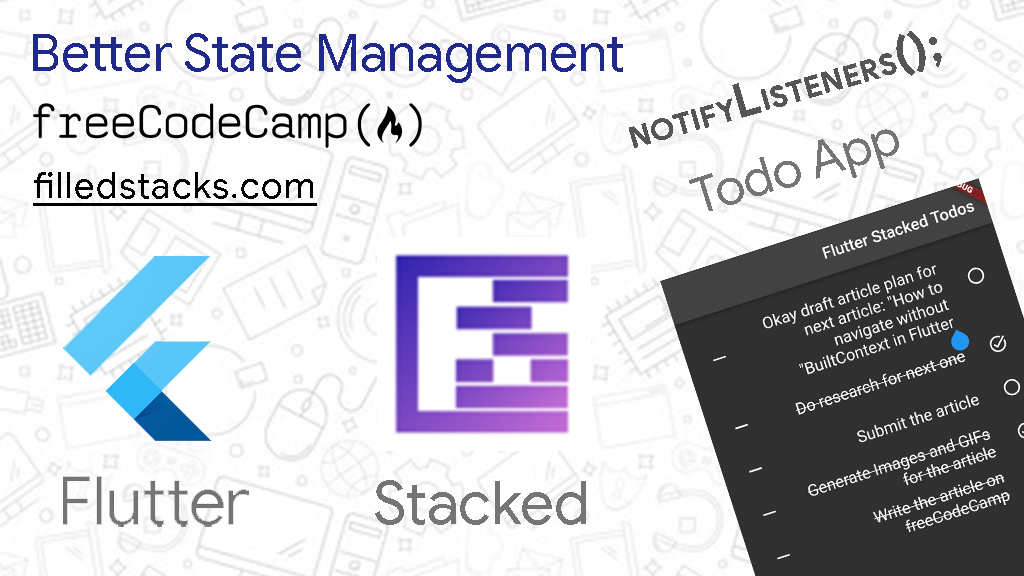 Better State Management
freeCodeCamp(🔥)
filledstacks.com
Flutter
Stacked
NOTIFYLISTENERS();
Todo App
Flutter Stacked Todos
Okay draft article plan for
next article: "How to
navigate without
"BuiltContext in Flutter
Do research for next one
Submit the article
Generate Images and GIFs
for the article
Write the article on
freeCodeCamp